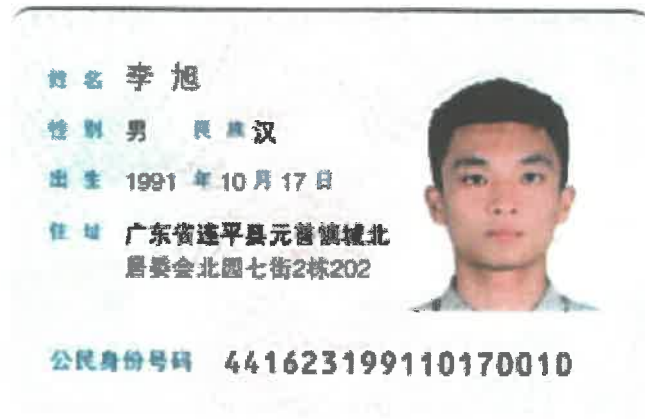 姓名 李旭
性别 男 民族 汉
出生 1991 年 10 月 17 日
住址 广东省连平县元善镇城北
居委会北园七街2栋202
公民身份号码 441623199110170010